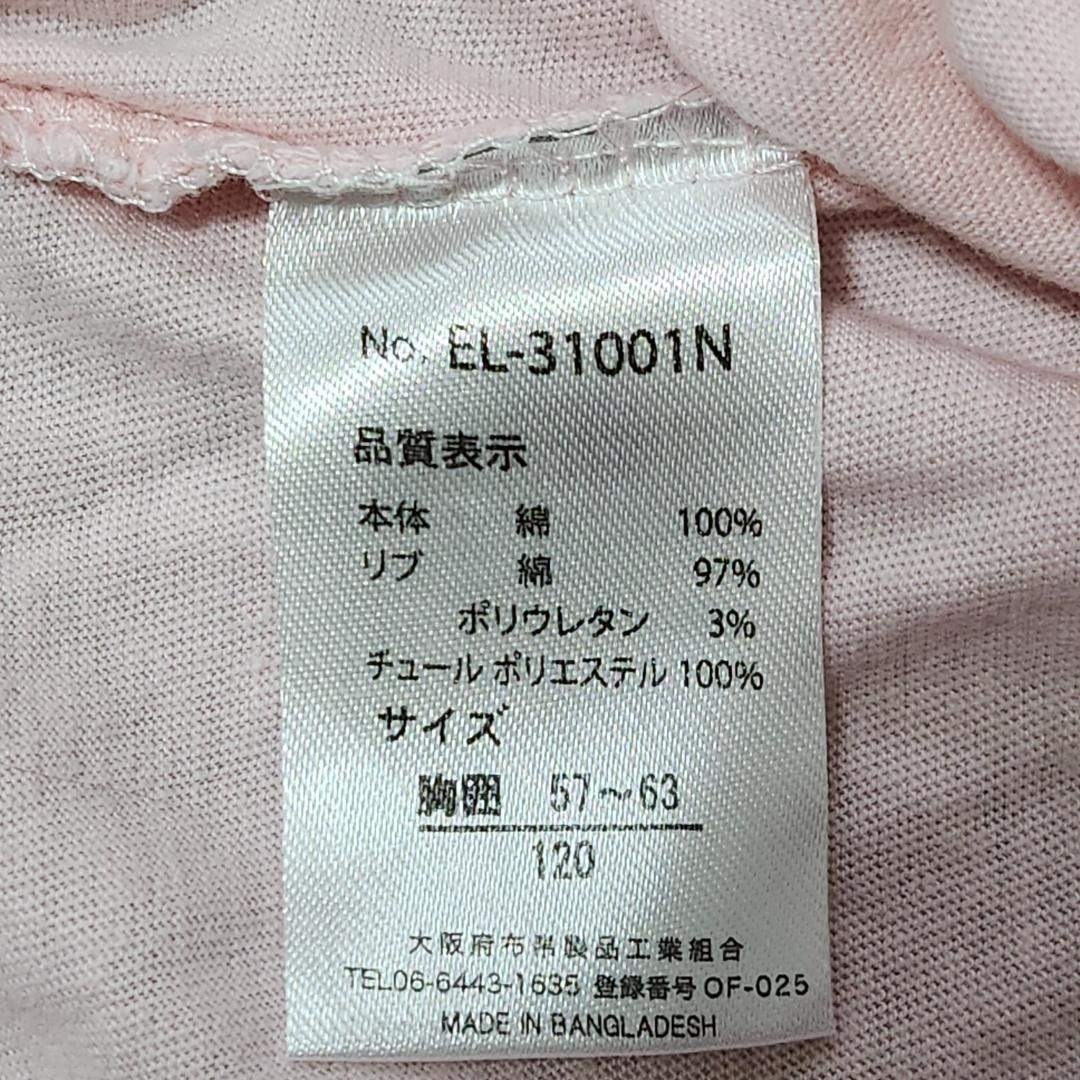 No. EL-31001N
品質表示
本体 綿 100%
リブ 綿 97%
ポリウレタン 3%
チュール ポリエステル 100%
サイズ
胸囲 57～63
120
大阪府布帛製品工業組合
TEL06-6443-1635 登録番号 OF-025
MADE IN BANGLADESH